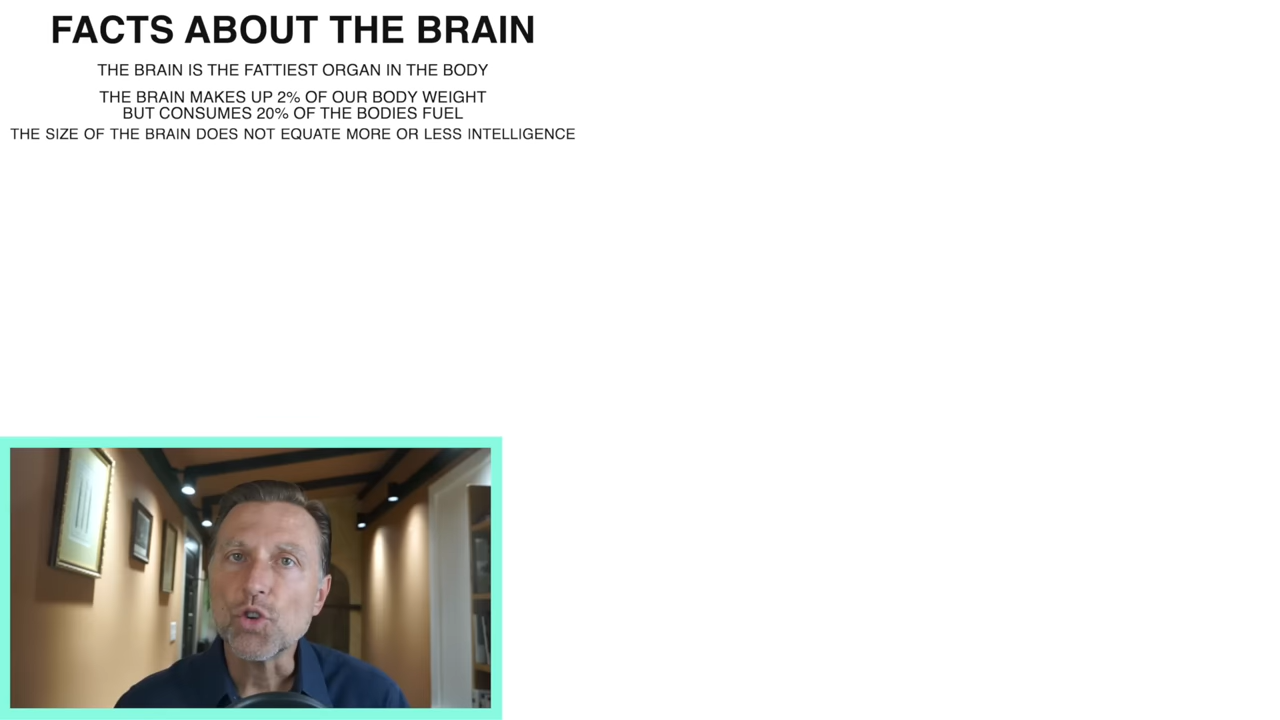 FACTS ABOUT THE BRAIN
THE BRAIN IS THE FATTIEST ORGAN IN THE BODY
THE BRAIN MAKES UP 2% OF OUR BODY WEIGHT
BUT CONSUMES 20% OF THE BODIES FUEL
THE SIZE OF THE BRAIN DOES NOT EQUATE MORE OR LESS INTELLIGENCE